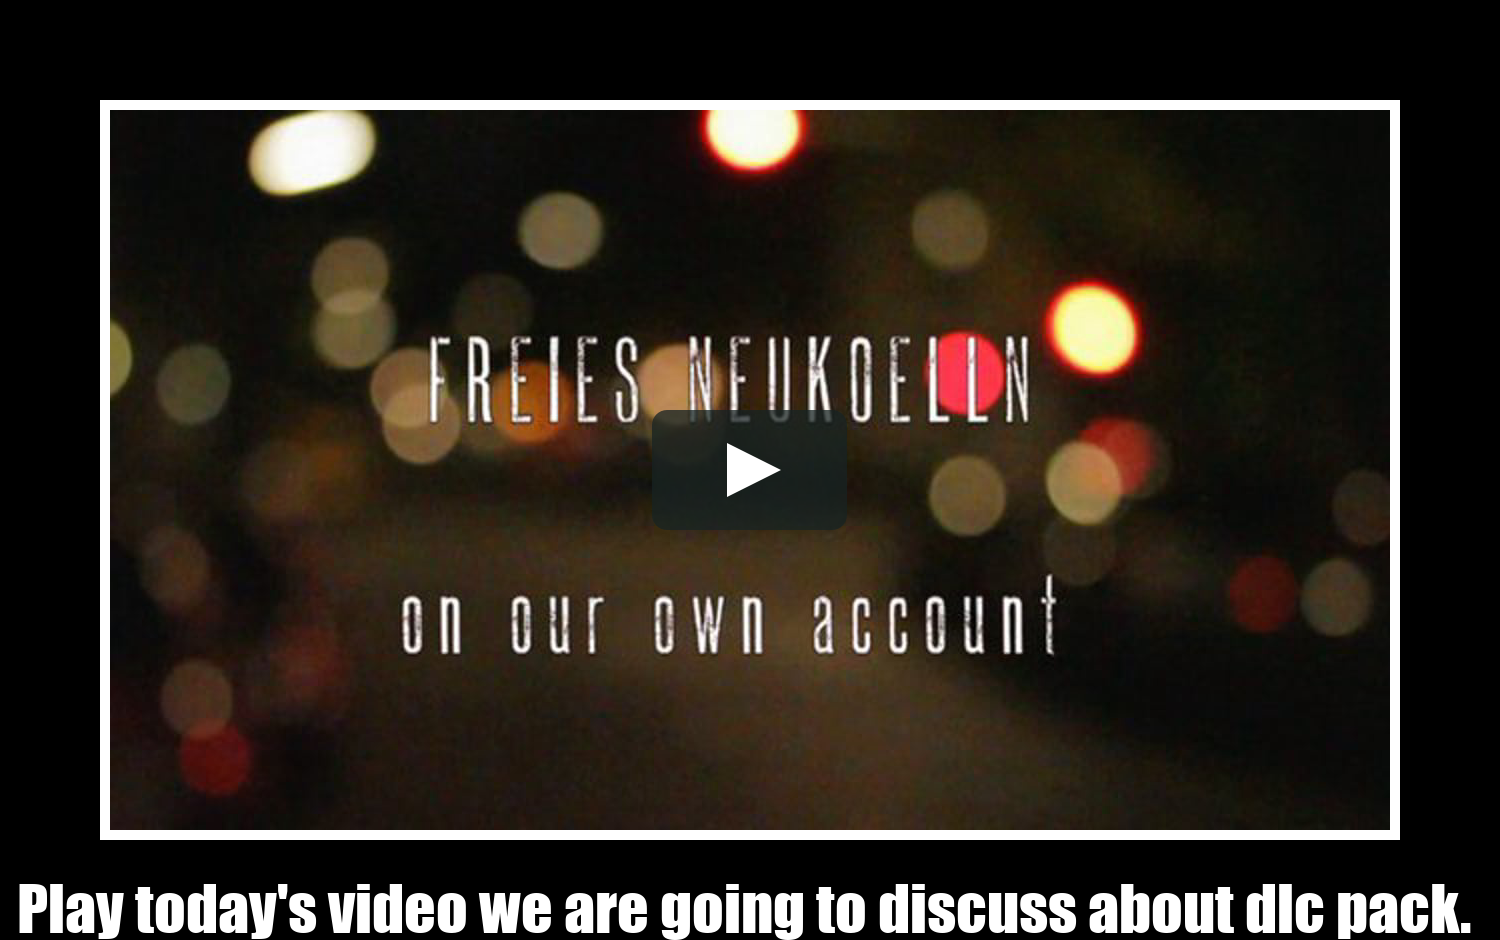 FREIES NEUKOELLN
on our own account
Play today's video we are going to discuss about dlc pack.